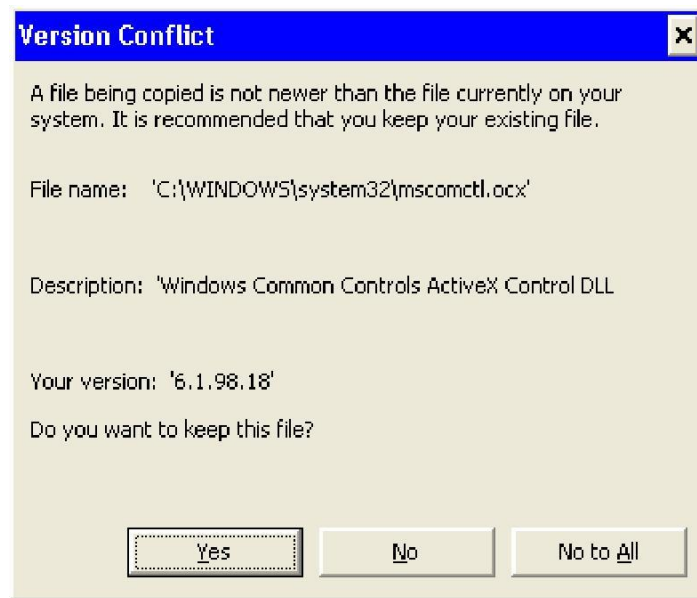 Version Conflict
A file being copied is not newer than the file currently on your
system. It is recommended that you keep your existing file.
File name: 'C:\WINDOWS\system32\mscomctl.ocx'
Description: 'Windows Common Controls ActiveX Control DLL
Your version: '6.1.98.18'
Do you want to keep this file?
Yes No No to All